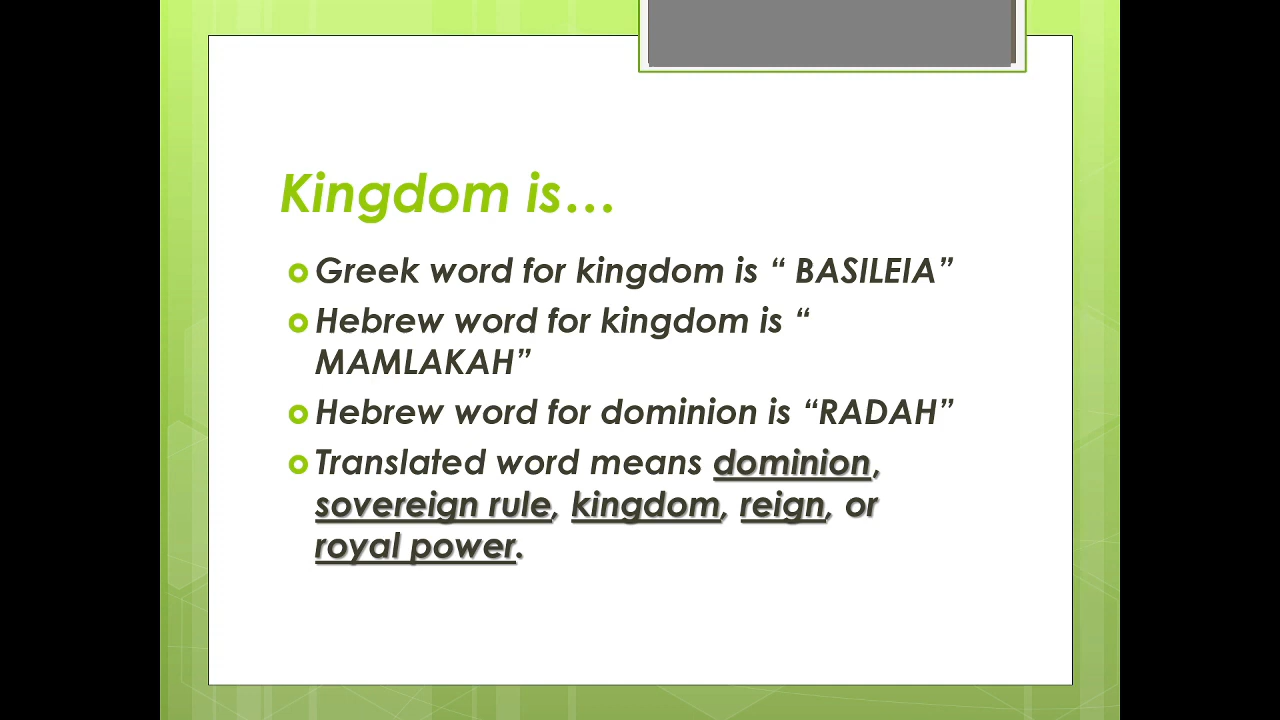 Kingdom is…
Greek word for kingdom is “ BASILEIA”
Hebrew word for kingdom is “
MAMLAKAH”
Hebrew word for dominion is “RADAH”
Translated word means dominion,
sovereign rule, kingdom, reign, or
royal power.